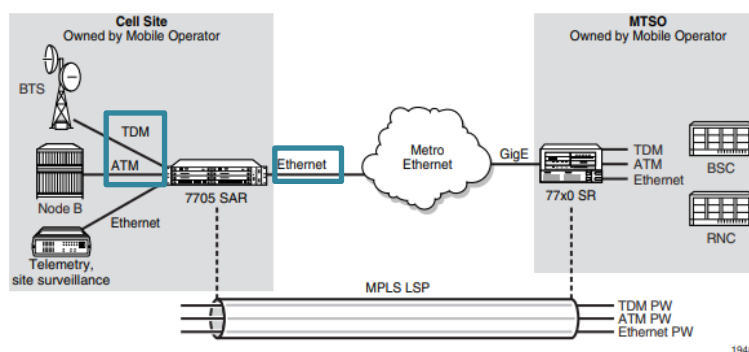 Cell Site
Owned by Mobile Operator
MTSO
Owned by Mobile Operator
BTS
TDM
ATM
Node B
Ethernet
Telemetry,
site surveillance
7705 SAR
Ethernet
Metro
Ethernet
GigE
77x0 SR
TDM
ATM
Ethernet
BSC
RNC
MPLS LSP
TDM PW
ATM PW
Ethernet PW